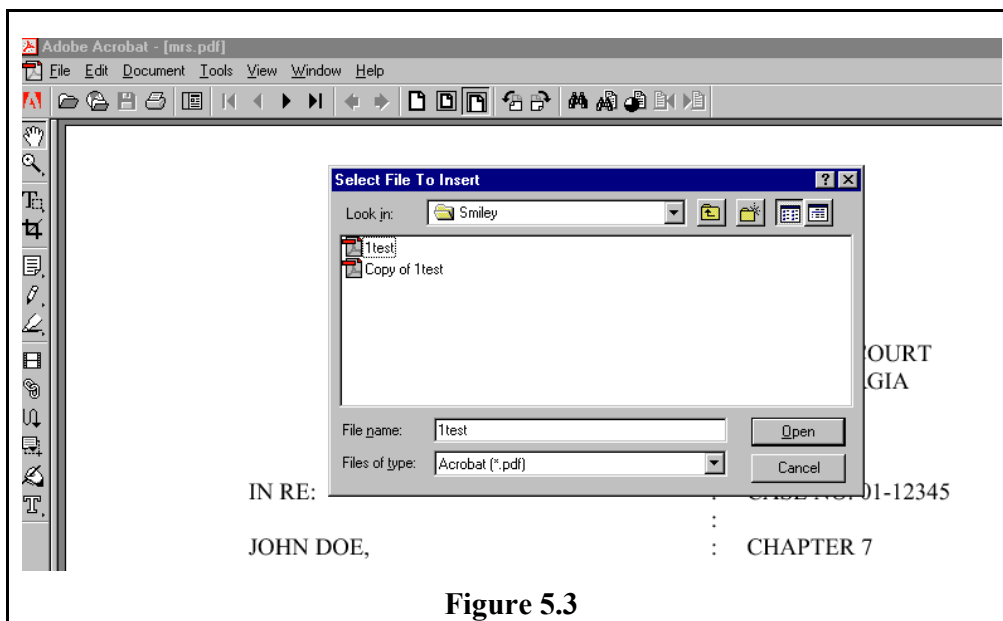 Adobe Acrobat - [mrs.pdf]
File Edit Document Tools View Window Help
Select File To Insert
Look in: Smiley
1test
Copy of 1test
OURT
GIA
File name: 1test Open
Files of type: Acrobat (*.pdf) Cancel
IN RE: : CASE NO. 01-12345
:
JOHN DOE, : CHAPTER 7
Figure 5.3